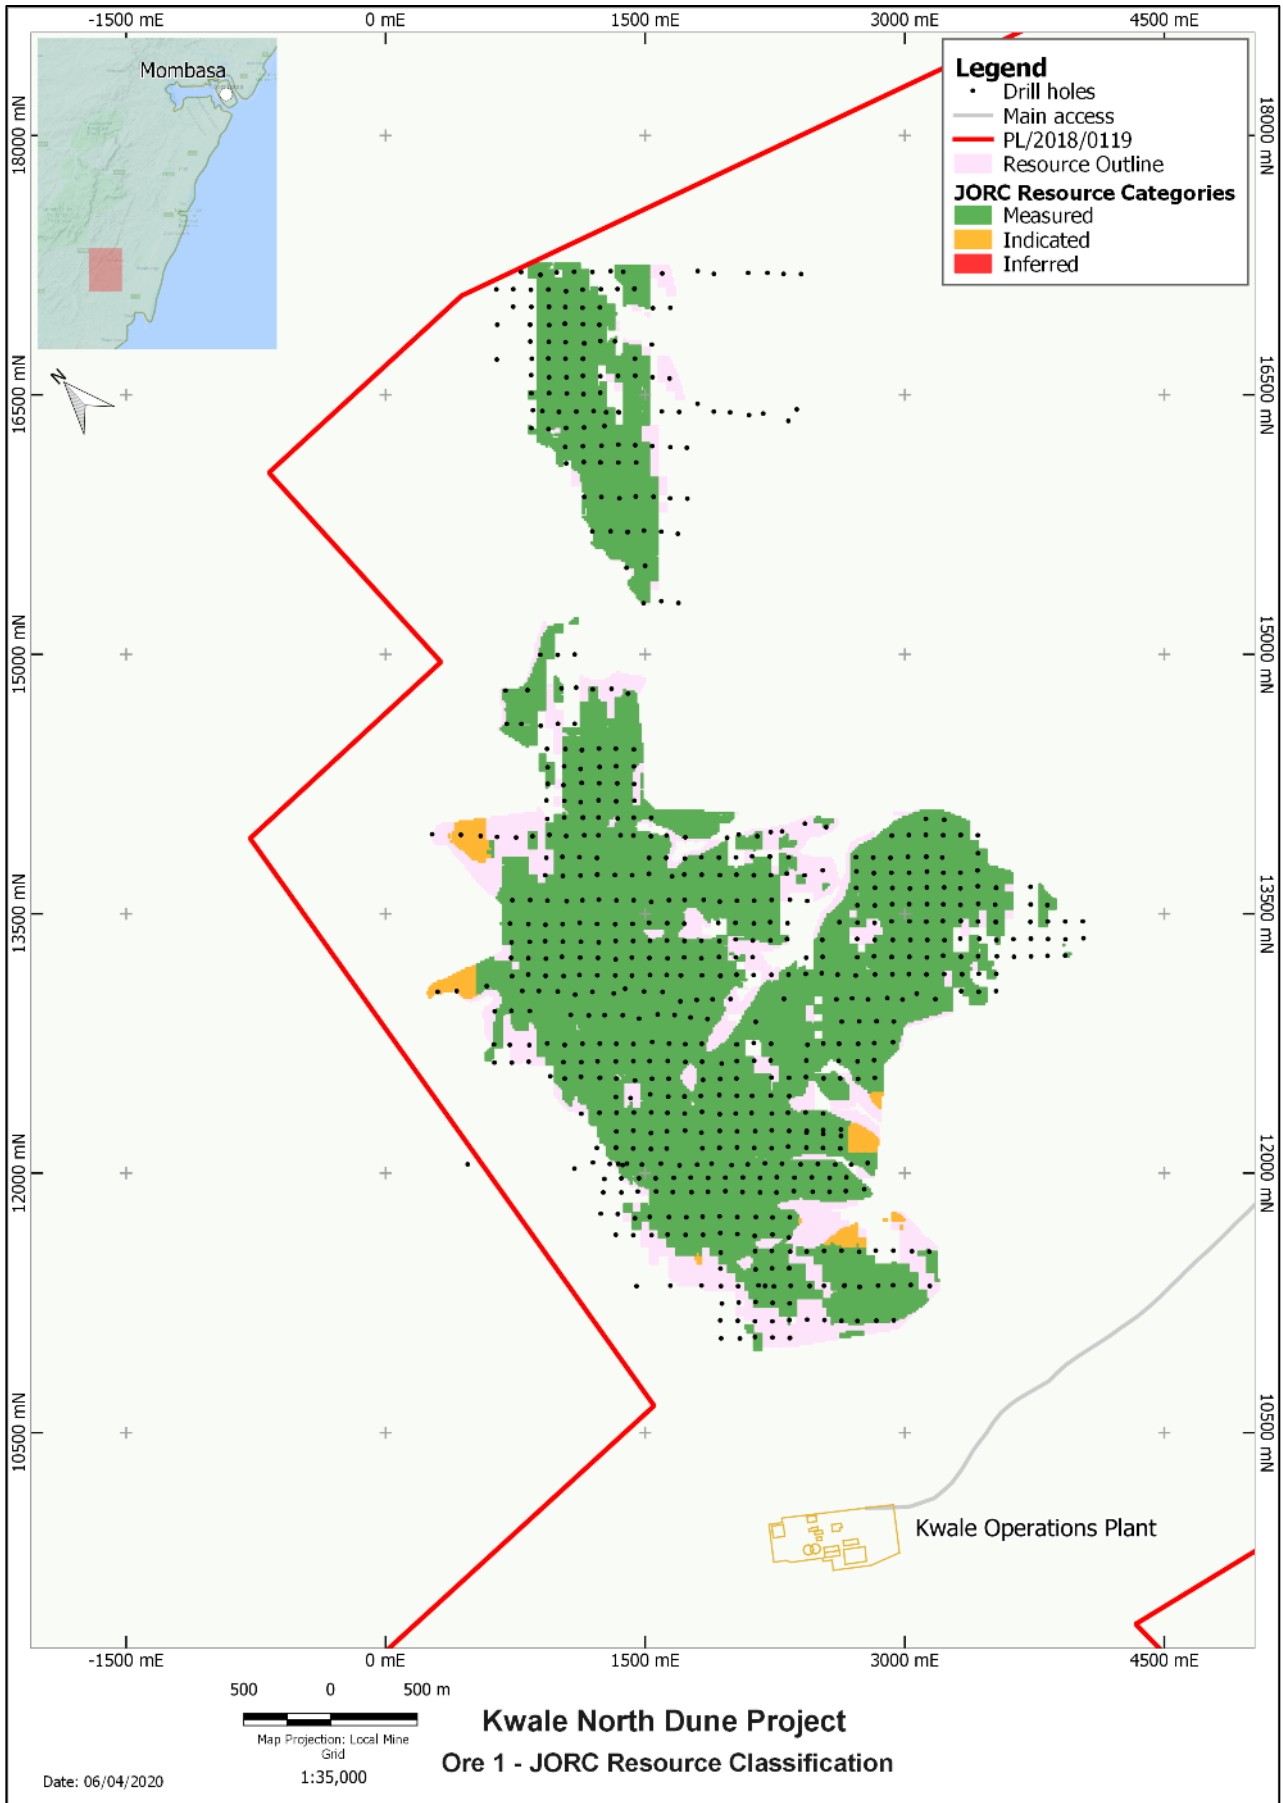 -1500 mE 0 mE 1500 mE 3000 mE 4500 mE
Mombasa
Legend
Drill holes
Main access
PL/2018/0119
Resource Outline
JORC Resource Categories
Measured
Indicated
Inferred
18000 mN
18000 mN
N
16500 mN
16500 mN
15000 mN
15000 mN
13500 mN
13500 mN
12000 mN
12000 mN
10500 mN
10500 mN
Kwale Operations Plant
-1500 mE 0 mE 1500 mE 3000 mE 4500 mE
500 0 500 m
Map Projection: Local Mine
Grid
1:35,000
Kwale North Dune Project
Ore 1 - JORC Resource Classification
Date: 06/04/2020